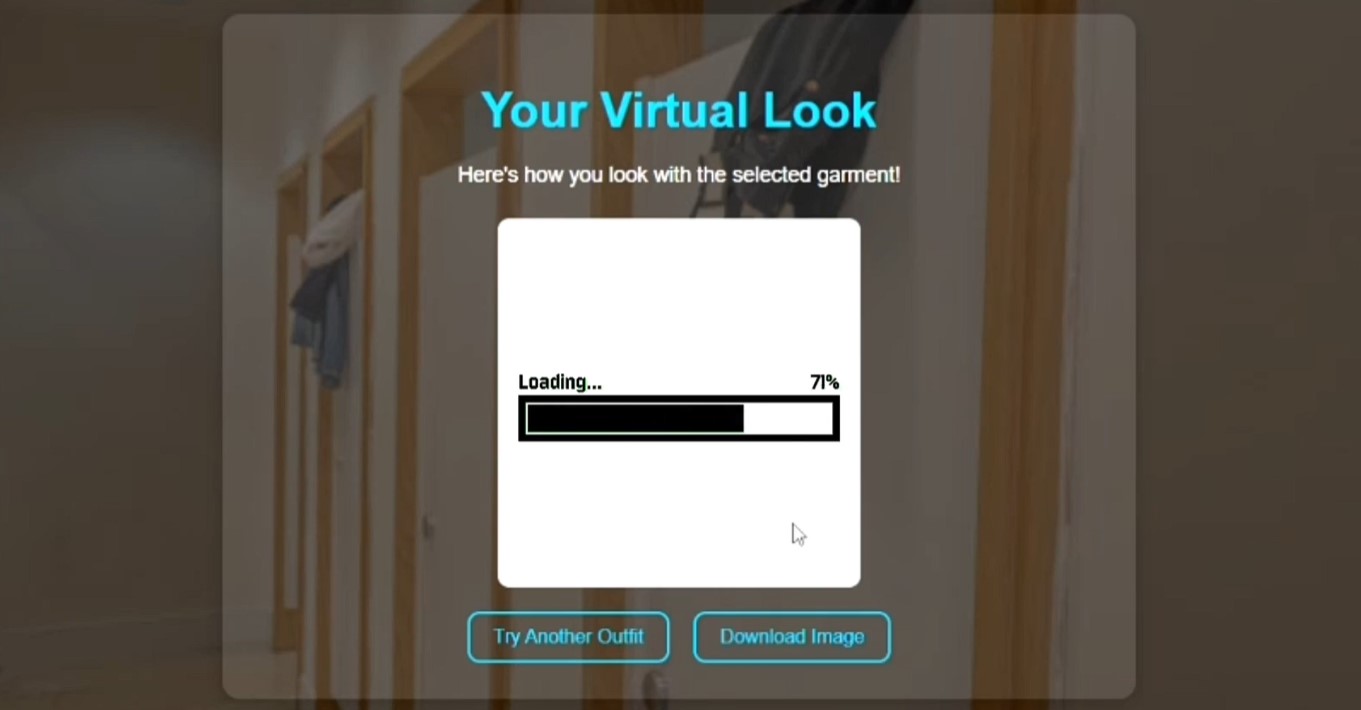 Your Virtual Look
Here's how you look with the selected garment!
Loading... 71%
Try Another Outfit Download Image